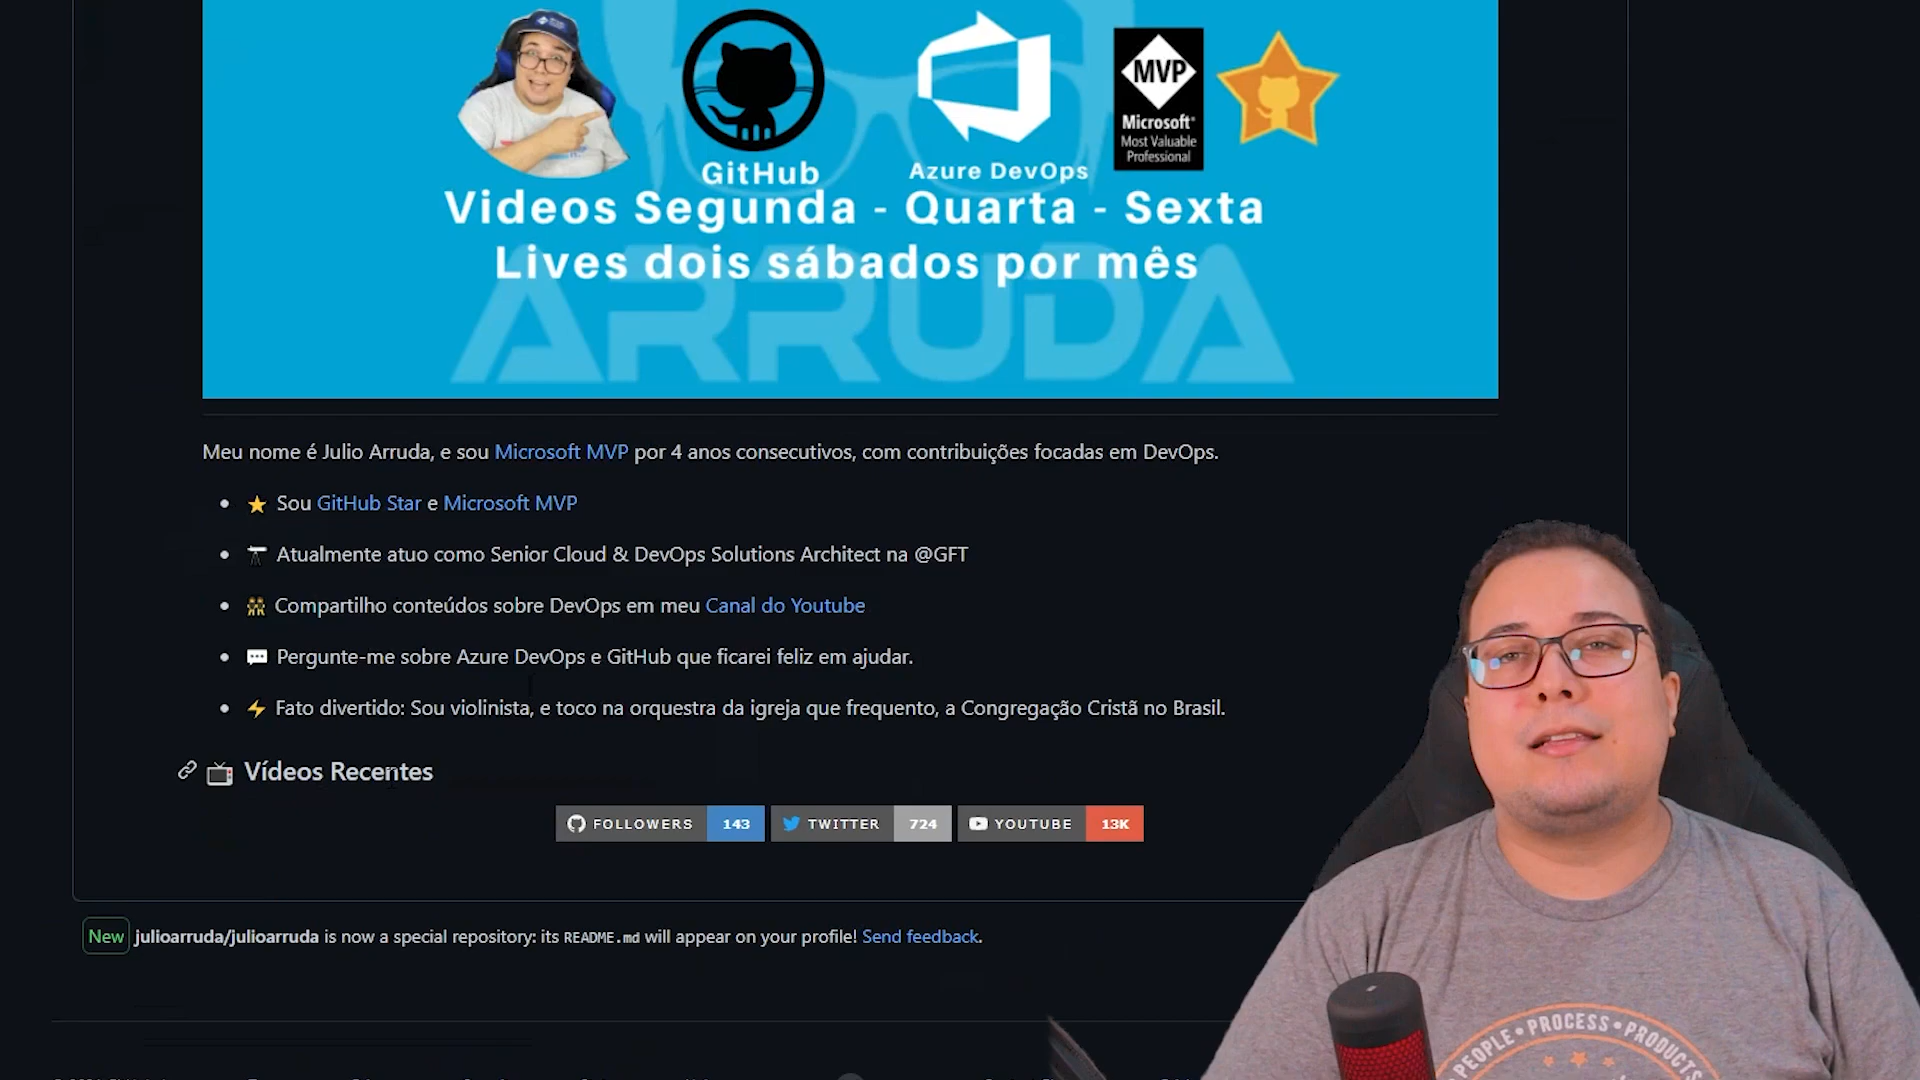 MVP
Microsoft®
Most Valuable
Professional
GitHub
Azure DevOps
Videos Segunda - Quarta - Sexta
Lives dois sábados por mês
ARRUDA
Meu nome é Julio Arruda, e sou Microsoft MVP por 4 anos consecutivos, com contribuições focadas em DevOps.
Sou GitHub Star e Microsoft MVP
Atualmente atuo como Senior Cloud & DevOps Solutions Architect na @GFT
Compartilho conteúdos sobre DevOps em meu Canal do Youtube
Pergunte-me sobre Azure DevOps e GitHub que ficarei feliz em ajudar.
Fato divertido: Sou violinista, e toco na orquestra da igreja que frequento, a Congregação Cristã no Brasil.
Vídeos Recentes
FOLLOWERS 143 TWITTER 724 YOUTUBE 13K
New julioarruda/julioarruda is now a special repository: its README.md will appear on your profile! Send feedback.
PEOPLE • PROCESS • PRODUCTS